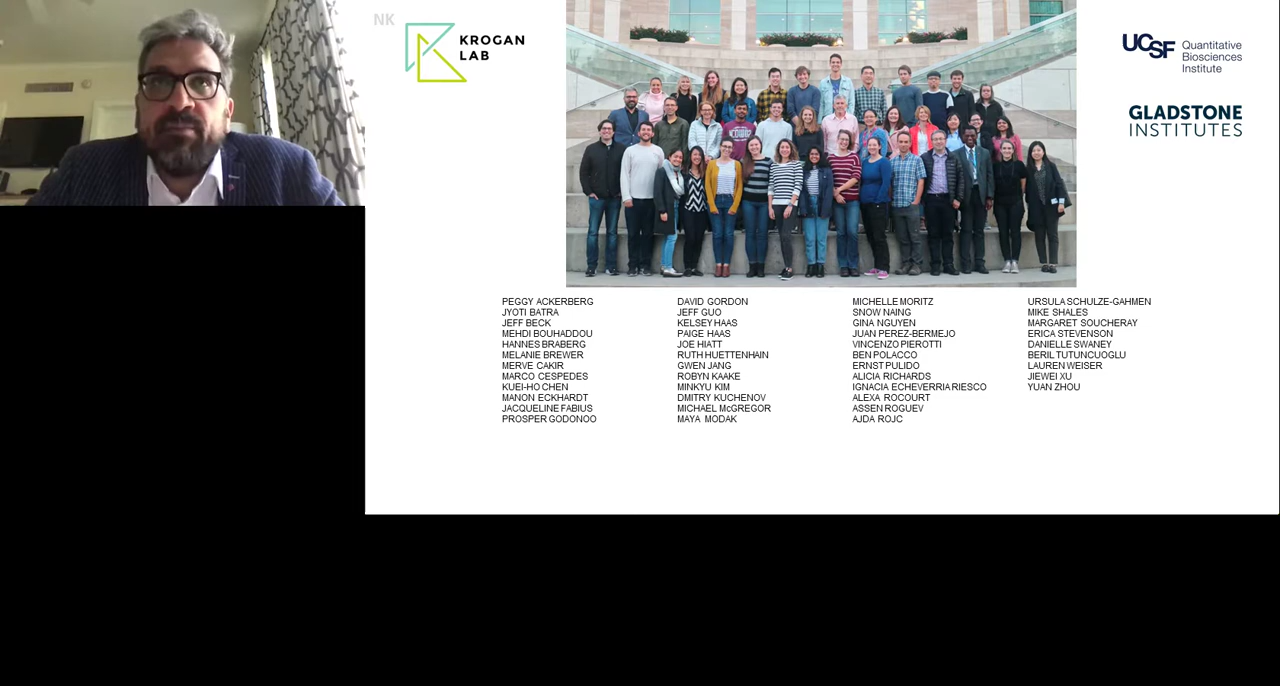 NK
KROGAN
LAB
UCSF
Quantitative
Biosciences
Institute
GLADSTONE
INSTITUTES
PEGGY ACKERBERG
JYOTI BATRA
JEFF BECK
MEHDI BOUHADDOU
HANNES BRABERG
MELANIE BREWER
MERVE CAKIR
MARCO CESPEDES
KUEI-HO CHEN
MANON ECKHARDT
JACQUELINE FABIUS
PROSPER GODONOO
DAVID GORDON
JEFF GUO
KELSEY HAAS
PAIGE HAAS
JOE HIATT
RUTH HUETTENHAIN
GWEN JANG
ROBYN KAAKE
MINKYU KIM
DMITRY KUCHENOV
MICHAEL McGREGOR
MAYA MODAK
MICHELLE MORITZ
SNOW NAING
GINA NGUYEN
JUAN PEREZ-BERMEJO
VINCENZO PIEROTTI
BEN POLACCO
ERNST PULIDO
ALICIA RICHARDS
IGNACIA ECHEVERRIA RIESCO
ALEXA ROCOURT
ASSEN ROGUEV
AJDA ROJC
URSULA SCHULZE-GAHMEN
MIKE SHALES
MARGARET SOUCHERAY
ERICA STEVENSON
DANIELLE SWANEY
BERIL TUTUNCUOGLU
LAUREN WEISER
JIEWEI XU
YUAN ZHOU